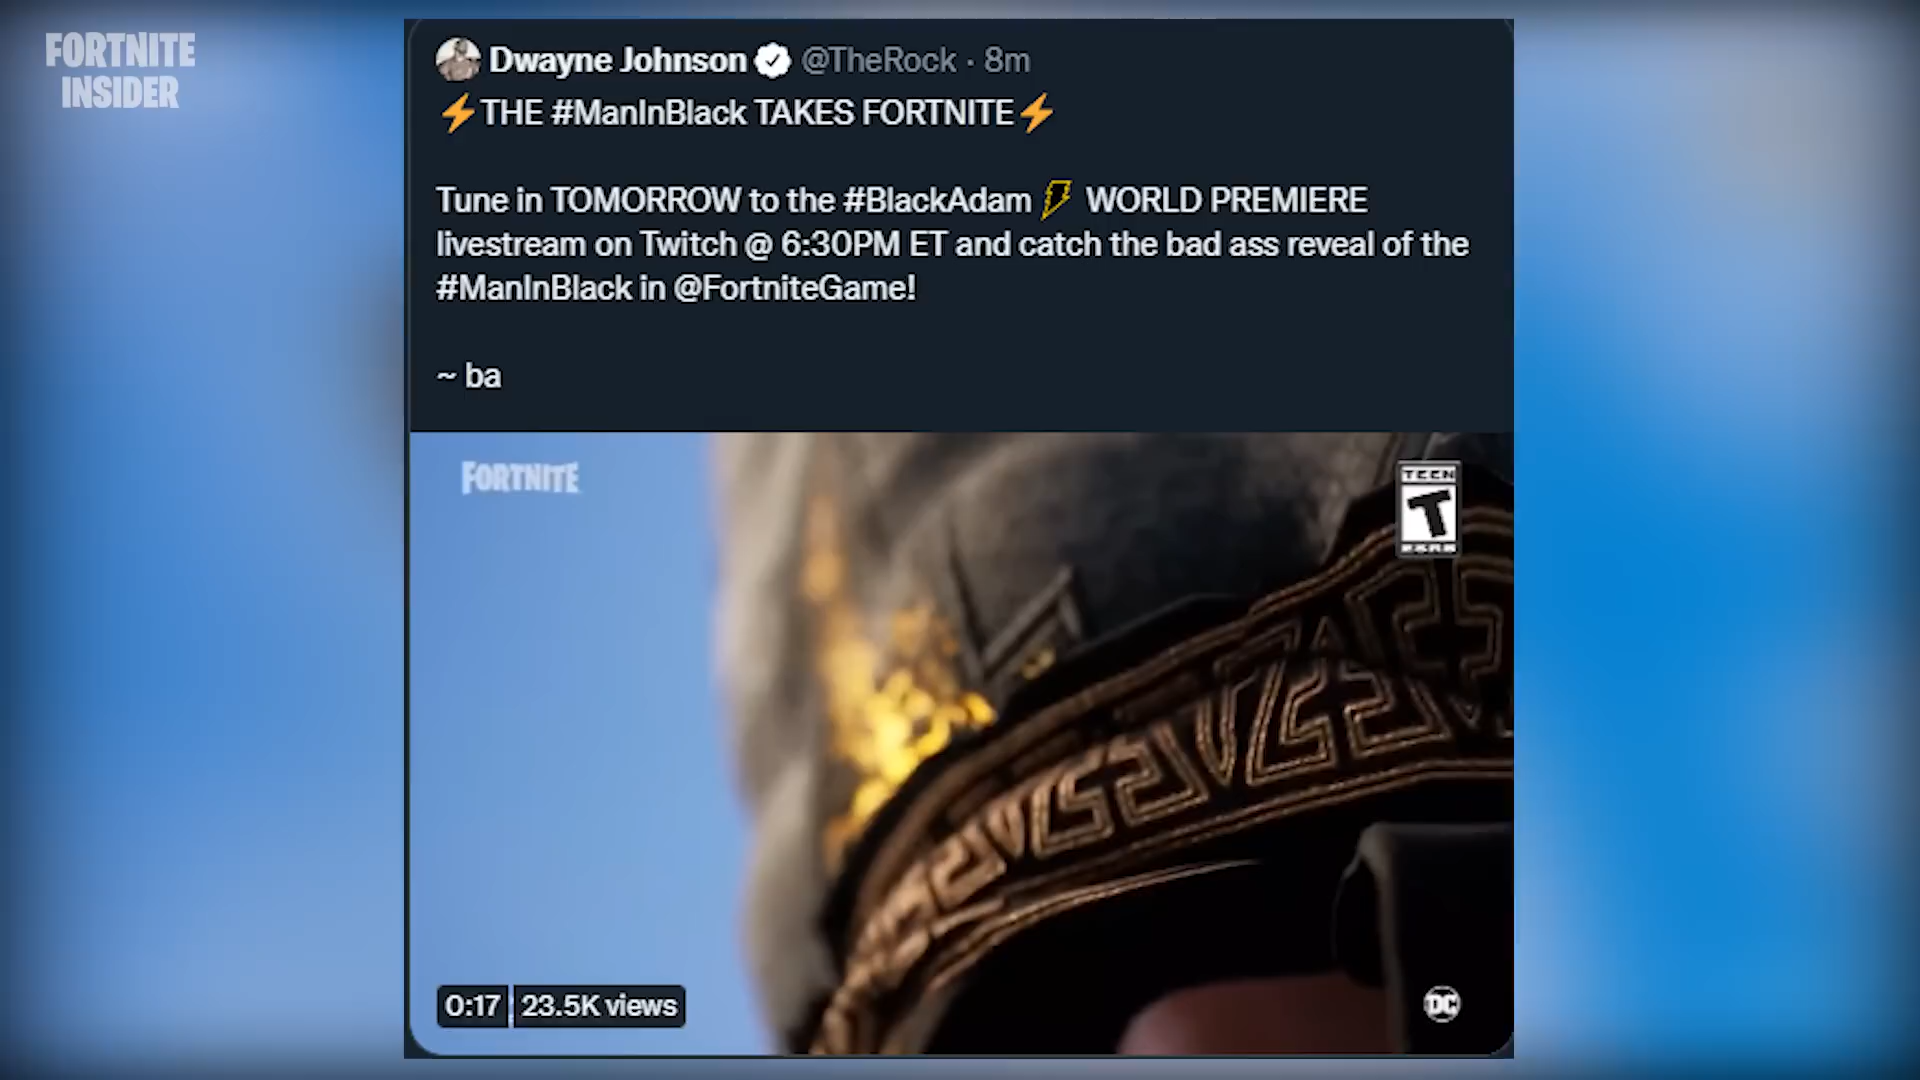 FORTNITE
INSIDER
Dwayne Johnson @TheRock · 8m
⚡THE #ManInBlack TAKES FORTNITE⚡
Tune in TOMORROW to the #BlackAdam WORLD PREMIERE
livestream on Twitch @ 6:30PM ET and catch the bad ass reveal of the
#ManInBlack in @FortniteGame!
~ ba
FORTNITE
TEEN
T
ESRB
0:17 23.5K views
DC